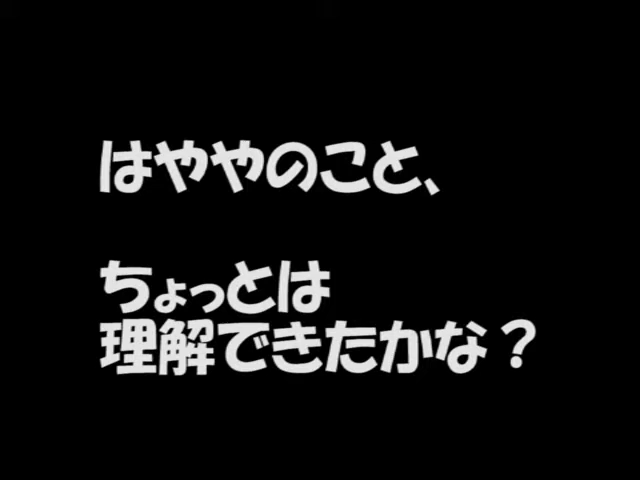 はややのこと、
ちょっとは
理解できたかな？